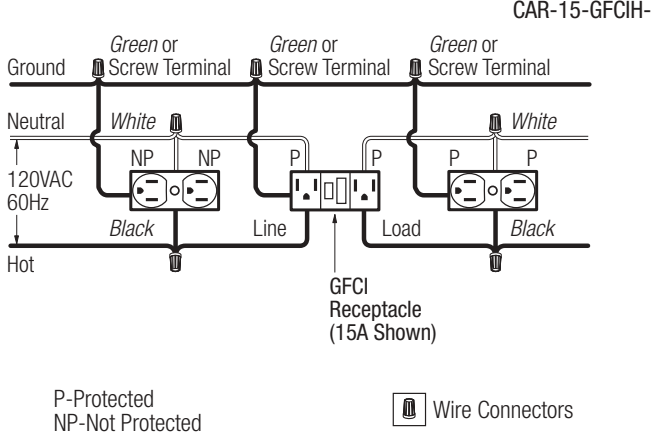 CAR-15-GFCIH-
Green or
Screw Terminal
Green or
Screw Terminal
Green or
Screw Terminal
Ground
Neutral
White
White
NP
NP
P
P
P
P
120VAC
60Hz
Black
Line
Load
Black
Hot
GFCI
Receptacle
(15A Shown)
P-Protected
NP-Not Protected
Wire Connectors